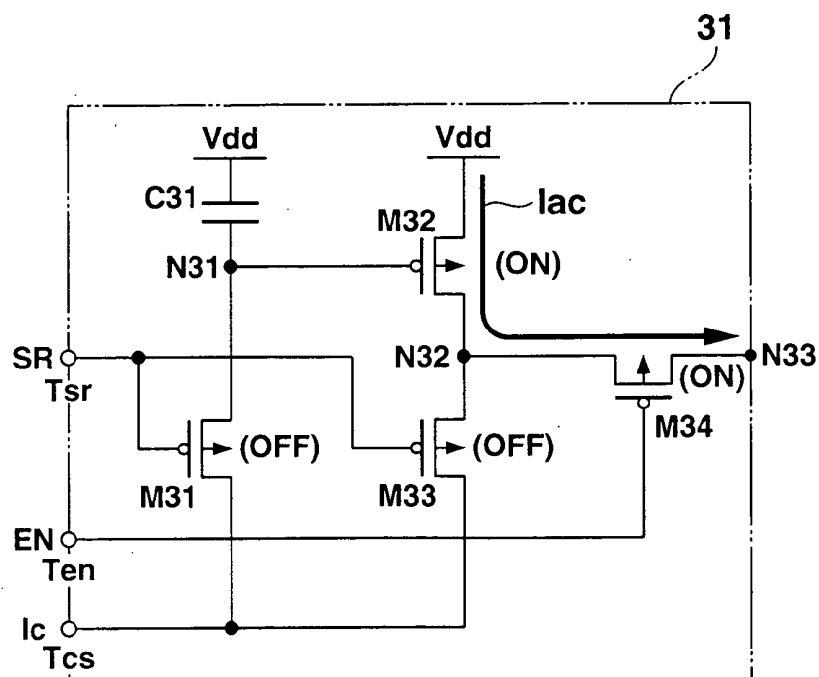 31
Vdd
Vdd
C31
M32
Iac
N31
(ON)
SR
Tsr
N32
N33
(ON)
(OFF)
(OFF)
M34
M31
M33
EN
Ten
Ic
Tcs